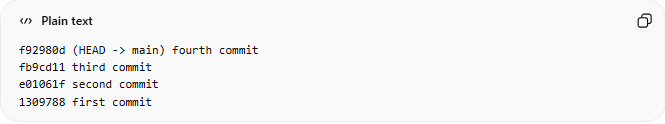 Plain text
f92980d (HEAD -> main) fourth commit
fb9cd11 third commit
e01061f second commit
1309788 first commit